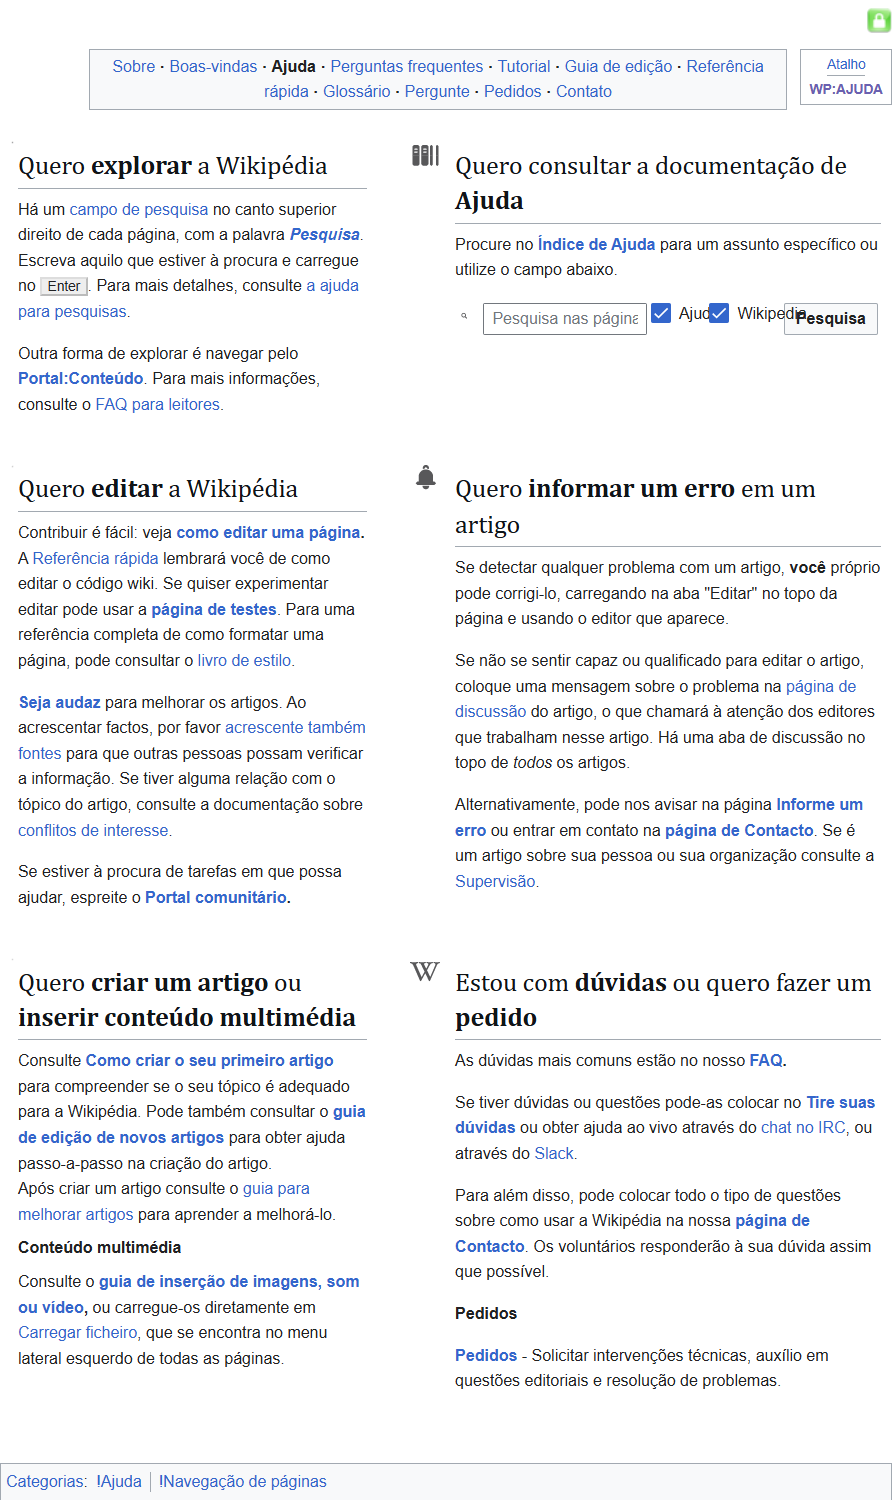 Sobre · Boas-vindas · Ajuda · Perguntas frequentes · Tutorial · Guia de edição · Referência
rápida · Glossário · Pergunte · Pedidos · Contato
Atalho
WP:AJUDA
Quero explorar a Wikipédia
Há um campo de pesquisa no canto superior
direito de cada página, com a palavra Pesquisa.
Escreva aquilo que estiver à procura e carregue
no Enter. Para mais detalhes, consulte a ajuda
para pesquisas.
Outra forma de explorar é navegar pelo
Portal:Conteúdo. Para mais informações,
consulte o FAQ para leitores.
Quero consultar a documentação de
Ajuda
Procure no Índice de Ajuda para um assunto específico ou
utilize o campo abaixo.
Pesquisa nas página Ajud Wikipedia Pesquisa
Quero editar a Wikipédia
Contribuir é fácil: veja como editar uma página.
A Referência rápida lembrará você de como
editar o código wiki. Se quiser experimentar
editar pode usar a página de testes. Para uma
referência completa de como formatar uma
página, pode consultar o livro de estilo.
Seja audaz para melhorar os artigos. Ao
acrescentar factos, por favor acrescente também
fontes para que outras pessoas possam verificar
a informação. Se tiver alguma relação com o
tópico do artigo, consulte a documentação sobre
conflitos de interesse.
Se estiver à procura de tarefas em que possa
ajudar, espreite o Portal comunitário.
Quero informar um erro em um
artigo
Se detectar qualquer problema com um artigo, você próprio
pode corrigi-lo, carregando na aba "Editar" no topo da
página e usando o editor que aparece.
Se não se sentir capaz ou qualificado para editar o artigo,
coloque uma mensagem sobre o problema na página de
discussão do artigo, o que chamará à atenção dos editores
que trabalham nesse artigo. Há uma aba de discussão no
topo de todos os artigos.
Alternativamente, pode nos avisar na página Informe um
erro ou entrar em contato na página de Contacto. Se é
um artigo sobre sua pessoa ou sua organização consulte a
Supervisão.
Quero criar um artigo ou
inserir conteúdo multimédia
Consulte Como criar o seu primeiro artigo
para compreender se o seu tópico é adequado
para a Wikipédia. Pode também consultar o guia
de edição de novos artigos para obter ajuda
passo-a-passo na criação do artigo.
Após criar um artigo consulte o guia para
melhorar artigos para aprender a melhorá-lo.
Conteúdo multimédia
Consulte o guia de inserção de imagens, som
ou vídeo, ou carregue-os diretamente em
Carregar ficheiro, que se encontra no menu
lateral esquerdo de todas as páginas.
W
Estou com dúvidas ou quero fazer um
pedido
As dúvidas mais comuns estão no nosso FAQ.
Se tiver dúvidas ou questões pode-as colocar no Tire suas
dúvidas ou obter ajuda ao vivo através do chat no IRC, ou
através do Slack.
Para além disso, pode colocar todo o tipo de questões
sobre como usar a Wikipédia na nossa página de
Contacto. Os voluntários responderão à sua dúvida assim
que possível.
Pedidos
Pedidos - Solicitar intervenções técnicas, auxílio em
questões editoriais e resolução de problemas.
Categorias: !Ajuda | !Navegação de páginas